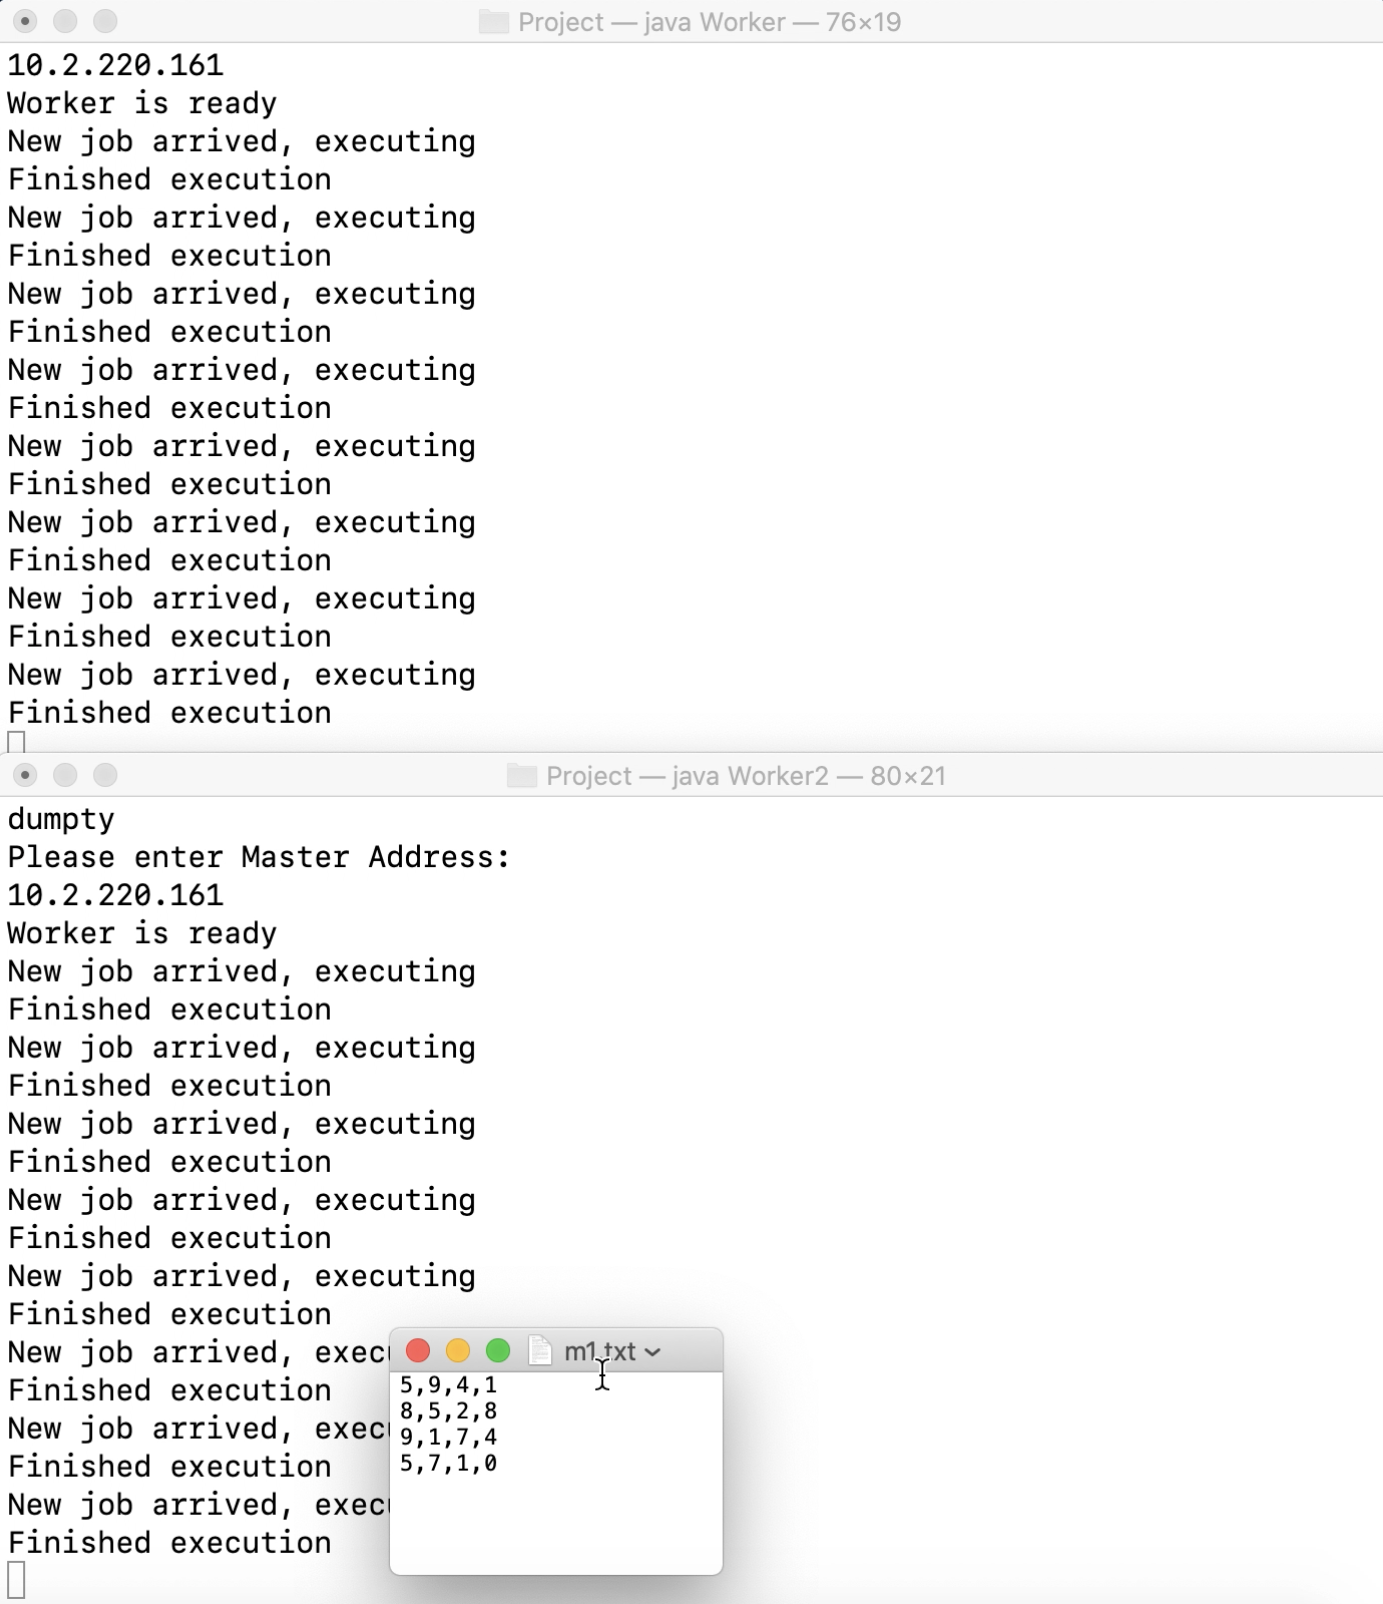 Project — java Worker — 76×19
10.2.220.161
Worker is ready
New job arrived, executing
Finished execution
New job arrived, executing
Finished execution
New job arrived, executing
Finished execution
New job arrived, executing
Finished execution
New job arrived, executing
Finished execution
New job arrived, executing
Finished execution
New job arrived, executing
Finished execution
New job arrived, executing
Finished execution
Project — java Worker2 — 80×21
dumpty
Please enter Master Address:
10.2.220.161
Worker is ready
New job arrived, executing
Finished execution
New job arrived, executing
Finished execution
New job arrived, executing
Finished execution
New job arrived, executing
Finished execution
New job arrived, executing
Finished execution
New job arrived, exec
Finished execution
New job arrived, exec
Finished execution
New job arrived, exec
Finished execution
m1.txt
5,9,4,1
8,5,2,8
9,1,7,4
5,7,1,0